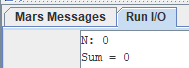 Mars Messages Run I/O
N: 0
Sum = 0